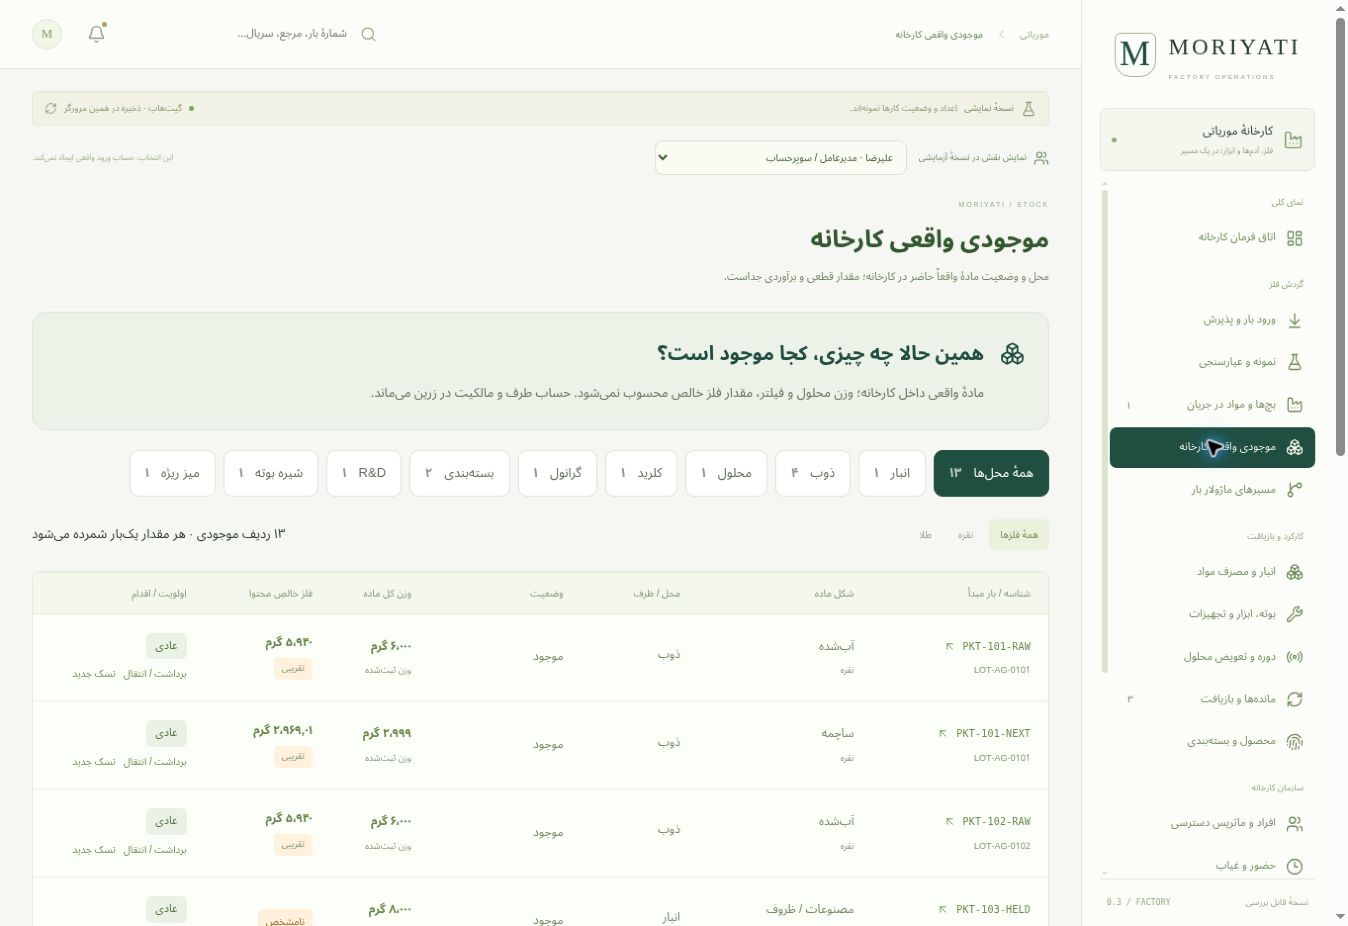 MORIYATI
FACTORY OPERATIONS
M
کارخانهٔ موریاتی
فلز، آدم‌ها و ابزار؛ در یک مسیر
نمای کلی
اتاق فرمان کارخانه
گردش فلز
ورود بار و پذیرش
نمونه و عیارسنجی
بچ‌ها و مواد در جریان
۱
موجودی واقعی کارخانه
مسیرهای ماژولار بار
کارکرد و بازیافت
انبار و مصرف مواد
بوته، ابزار و تجهیزات
دوره و تعویض محلول
مانده‌ها و بازیافت
۳
محصول و بسته‌بندی
سازمان کارخانه
افراد و ماتریس دسترسی
حضور و غیاب
نسخهٔ قابل بررسی
0.3 / FACTORY
موریاتی
موجودی واقعی کارخانه
شمارهٔ بار، مرجع، سریال...
M
نسخهٔ نمایشی اعداد و وضعیت کارها نمونه‌اند.
گیت‌هاب · ذخیره در همین مرورگر
نمایش نقش در نسخهٔ آزمایشی
علیرضا · مدیرعامل / سوپرحساب
این انتخاب، حساب ورود واقعی ایجاد نمی‌کند.
MORIYATI / STOCK
موجودی واقعی کارخانه
محل و وضعیت مادهٔ واقعاً حاضر در کارخانه؛ مقدار قطعی و برآوردی جداست.
همین حالا چه چیزی، کجا موجود است؟
مادهٔ واقعی داخل کارخانه؛ وزن محلول و فیلتر، مقدار فلز خالص محسوب نمی‌شود. حساب طرف و مالکیت در زرین می‌ماند.
همهٔ محل‌ها ۱۳
انبار ۱
ذوب ۴
محلول ۱
کلرید ۱
گرانول ۱
بسته‌بندی ۲
R&D ۱
شیره بوته ۱
میز ریژه ۱
همهٔ فلزها
نقره
طلا
۱۳ ردیف موجودی · هر مقدار یک‌بار شمرده می‌شود
شناسه / بار مبدأ
شکل ماده
محل / ظرف
وضعیت
وزن کل ماده
فلز خالص محتوا
اولویت / اقدام
PKT-101-RAW
LOT-AG-0101
آب‌شده
نقره
ذوب
موجود
۶٬۰۰۰ گرم
وزن ثبت‌شده
۵٬۹۴۰ گرم
تقریبی
عادی
برداشت / انتقال تسک جدید
PKT-101-NEXT
LOT-AG-0101
ساچمه
نقره
ذوب
موجود
۲٬۹۹۹ گرم
وزن ثبت‌شده
۲٬۹۶۹٫۰۱ گرم
تقریبی
عادی
برداشت / انتقال تسک جدید
PKT-102-RAW
LOT-AG-0102
آب‌شده
نقره
ذوب
موجود
۶٬۰۰۰ گرم
وزن ثبت‌شده
۵٬۹۴۰ گرم
تقریبی
عادی
برداشت / انتقال تسک جدید
PKT-103-HELD
مصنوعات / ظروف
انبار
موجود
۸٬۰۰۰ گرم
نامشخص
عادی